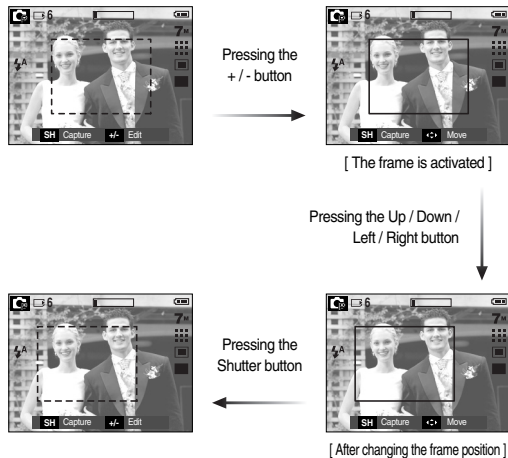 6
7M
A
SH Capture +/- Edit
Pressing the
+ / - button
6
7M
A
SH Capture Move
[ The frame is activated ]
Pressing the Up / Down /
Left / Right button
6
7M
A
SH Capture +/- Edit
Pressing the
Shutter button
6
7M
A
SH Capture Move
[ After changing the frame position ]